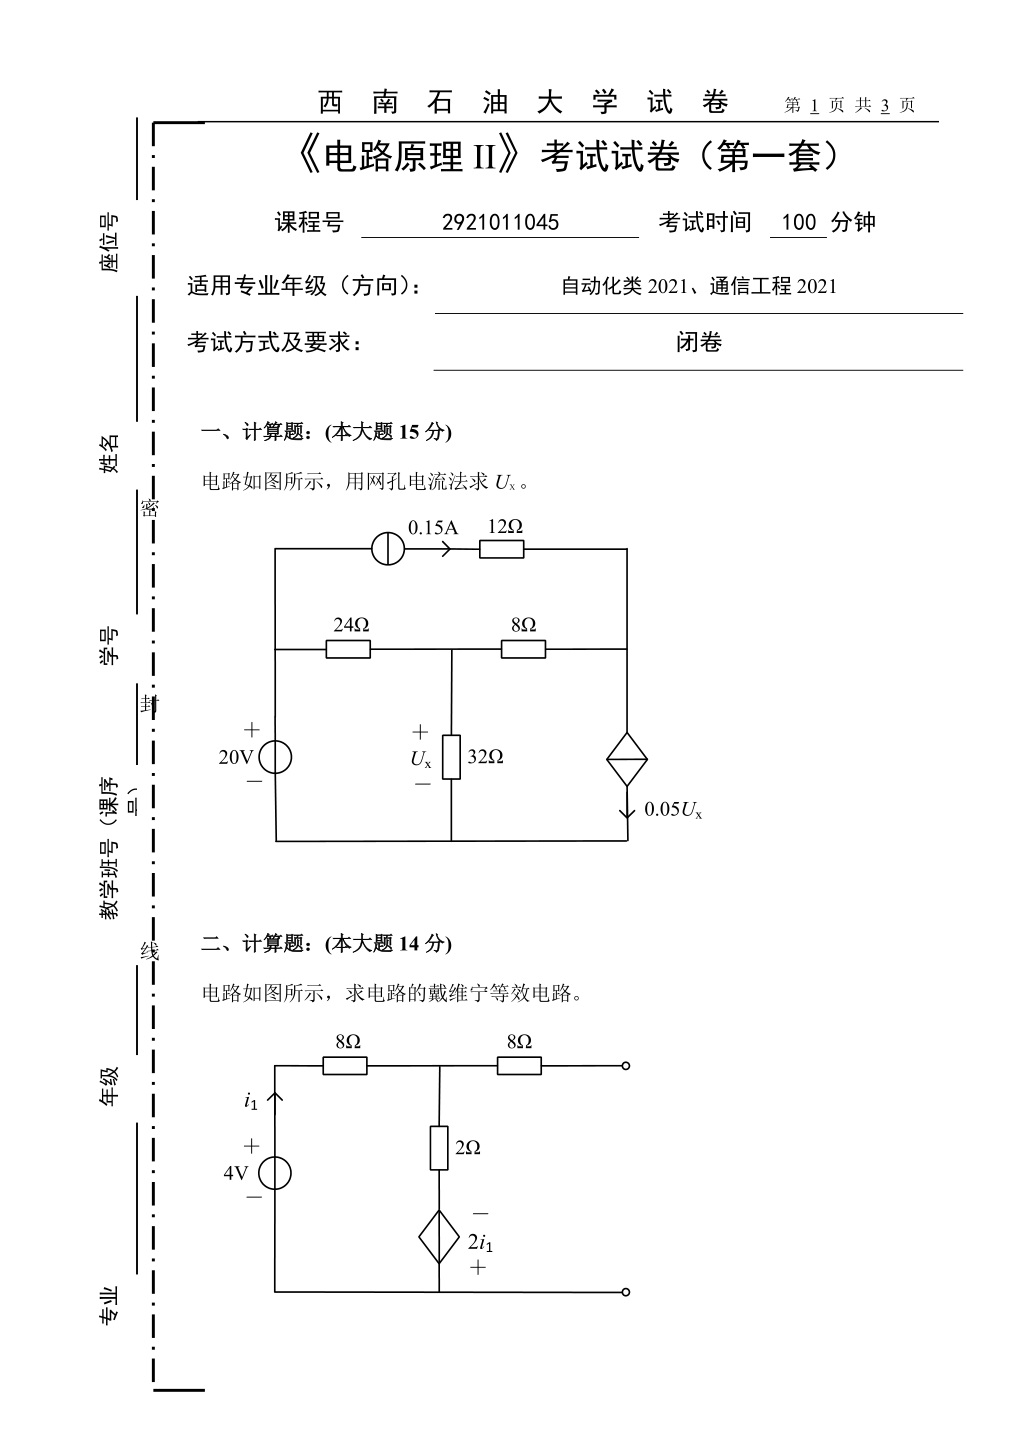 西 南 石 油 大 学 试 卷 第 1 页 共 3 页
《电路原理 II》考试试卷（第一套）
课程号 2921011045 考试时间 100 分钟
适用专业年级（方向）： 自动化类 2021、通信工程 2021
考试方式及要求： 闭卷
一、计算题：(本大题 15 分)
电路如图所示，用网孔电流法求 Ux 。
0.15A 12Ω
24Ω 8Ω
+ +
20V Ux 32Ω
− −
0.05Ux
二、计算题：(本大题 14 分)
电路如图所示，求电路的戴维宁等效电路。
8Ω 8Ω
i1
+ 2Ω
4V
− −
2i1
+
座位号
姓名
密
学号
封
教学班号（课序
线
年级
专业